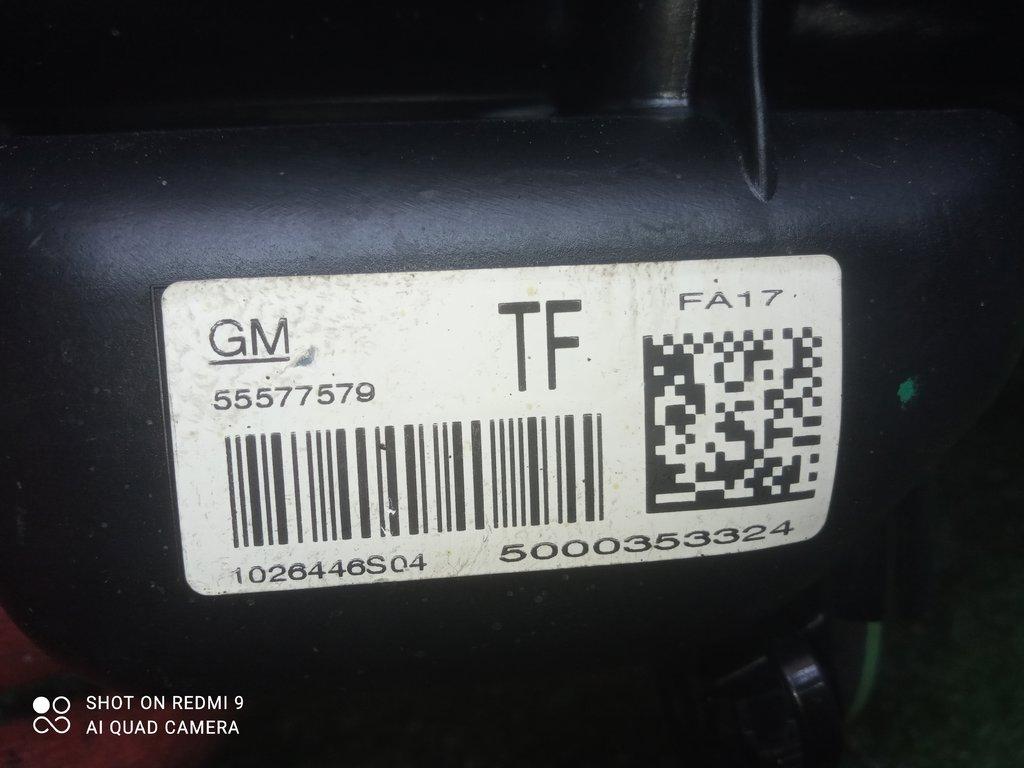 GM
TF
FA17
55577579
1026446S04
5000353324
SHOT ON REDMI 9
AI QUAD CAMERA